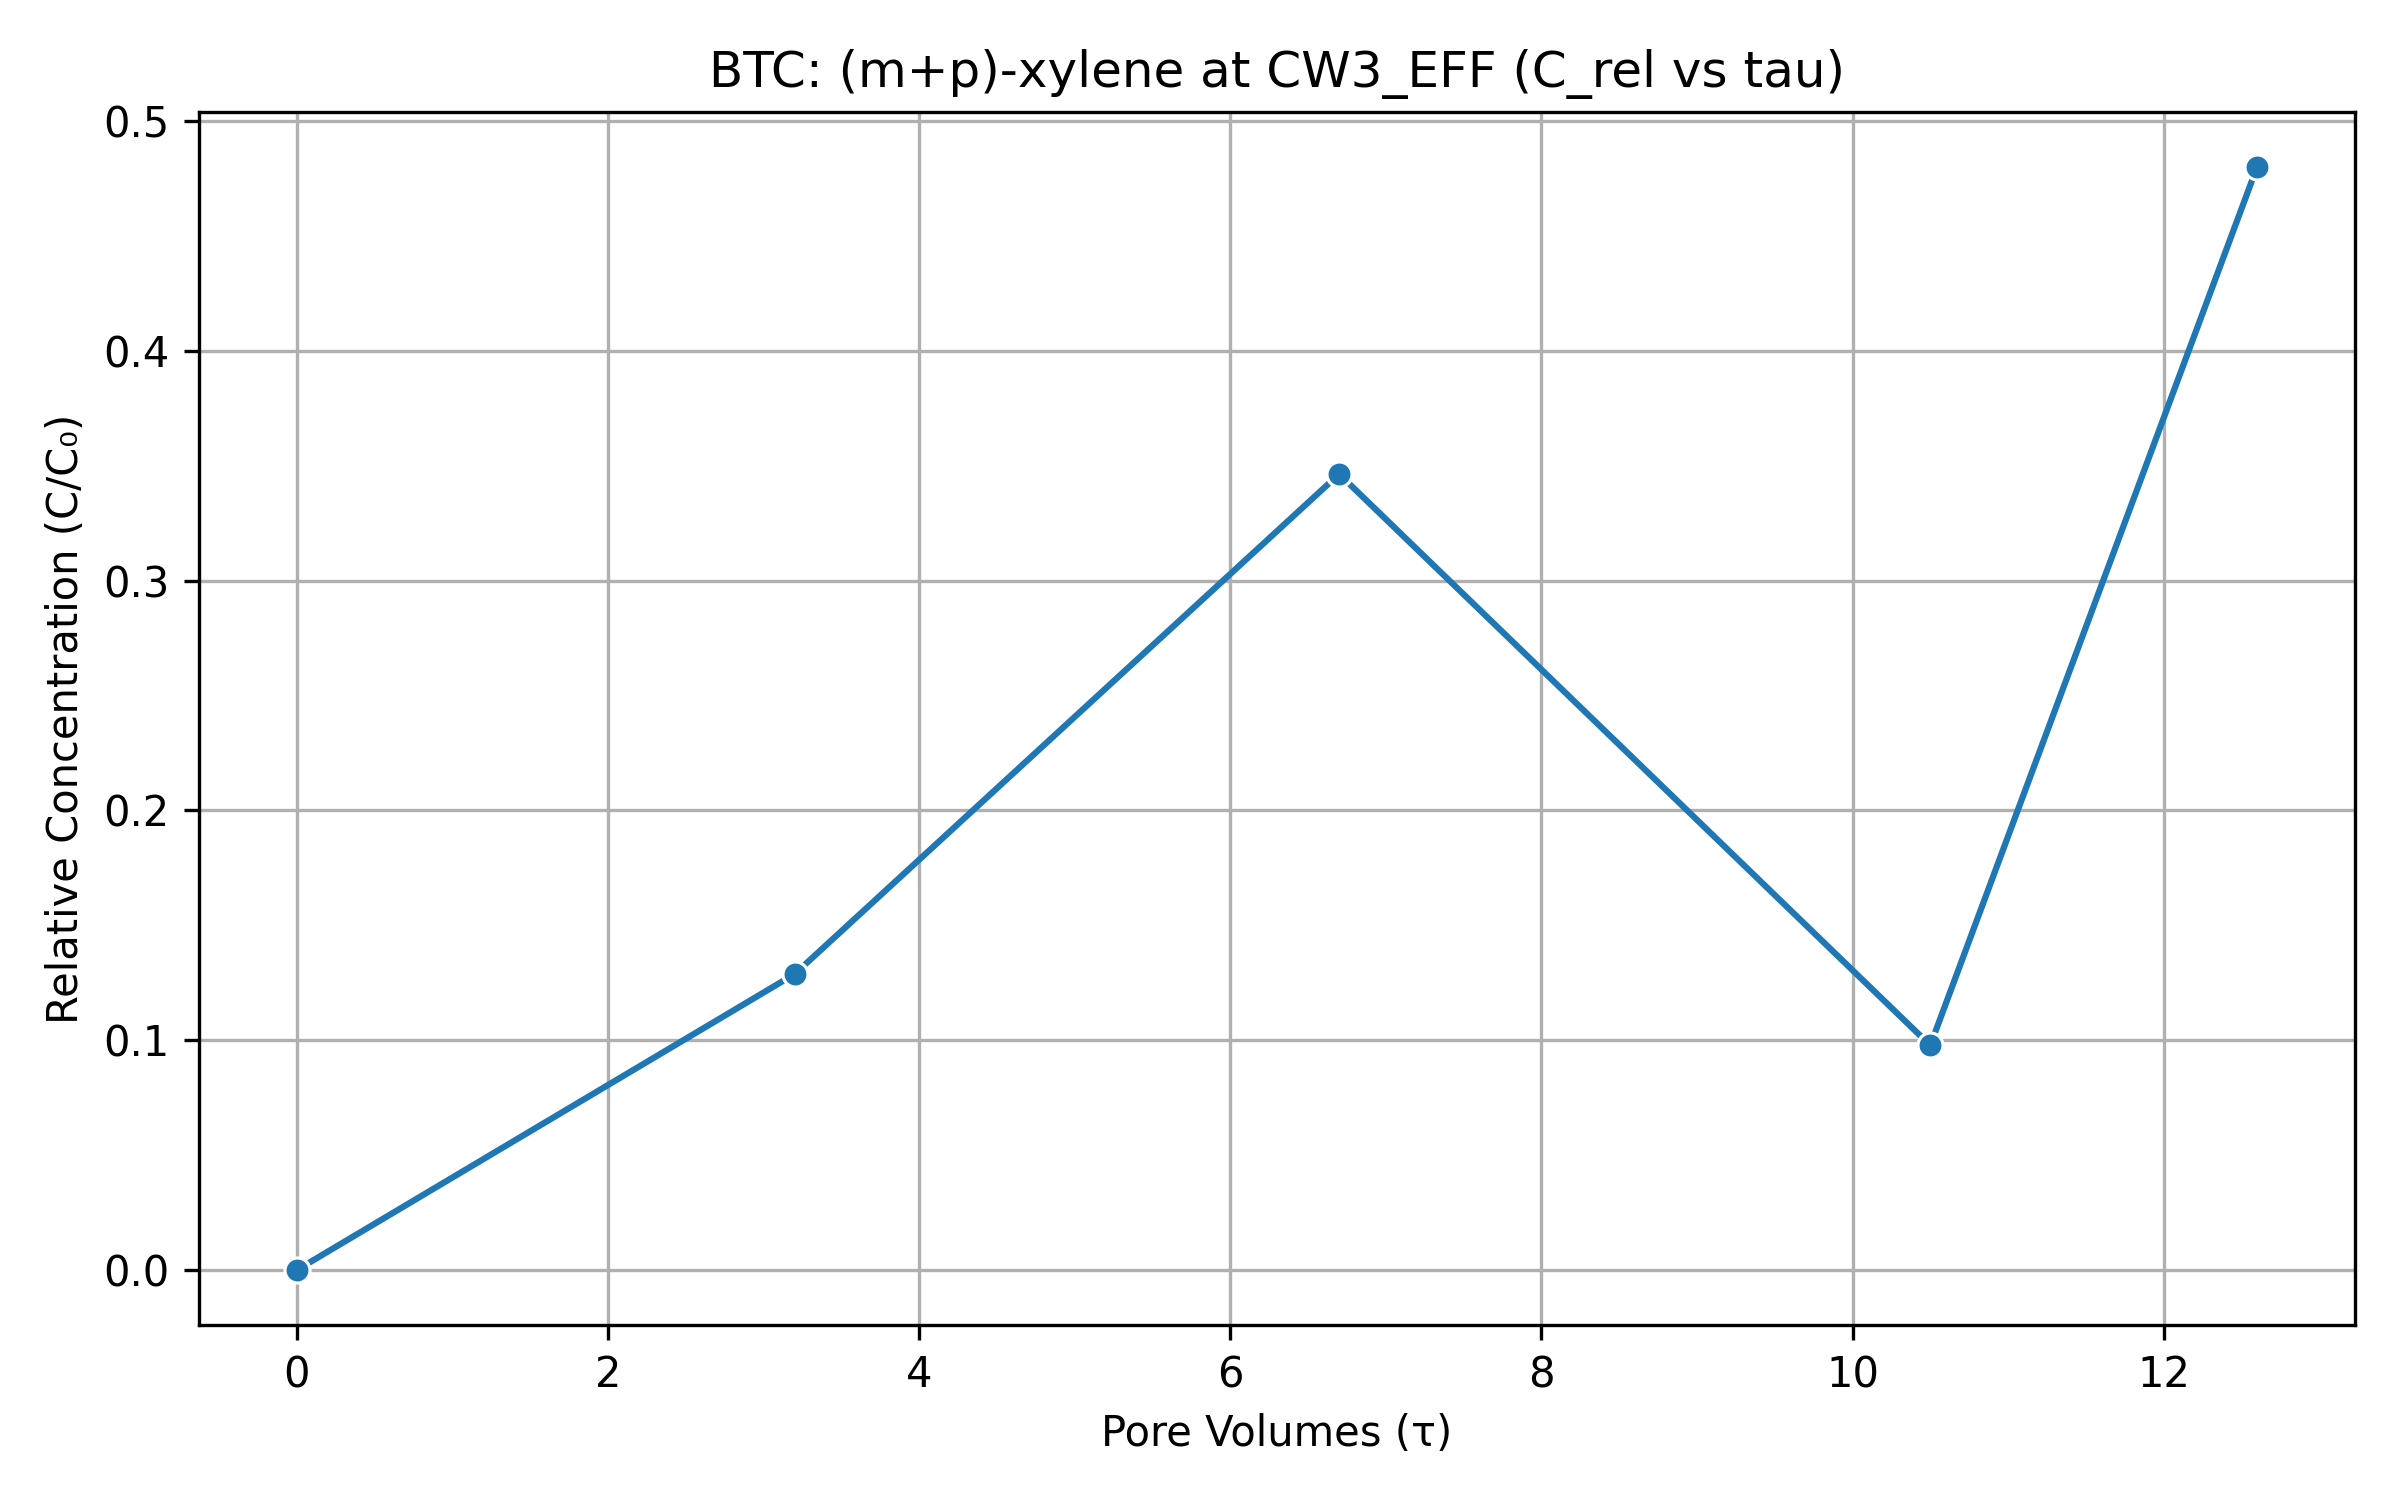 BTC: (m+p)-xylene at CW3_EFF (C_rel vs tau)
Relative Concentration (C/C₀)
0.5
0.4
0.3
0.2
0.1
0.0
0 2 4 6 8 10 12
Pore Volumes (τ)